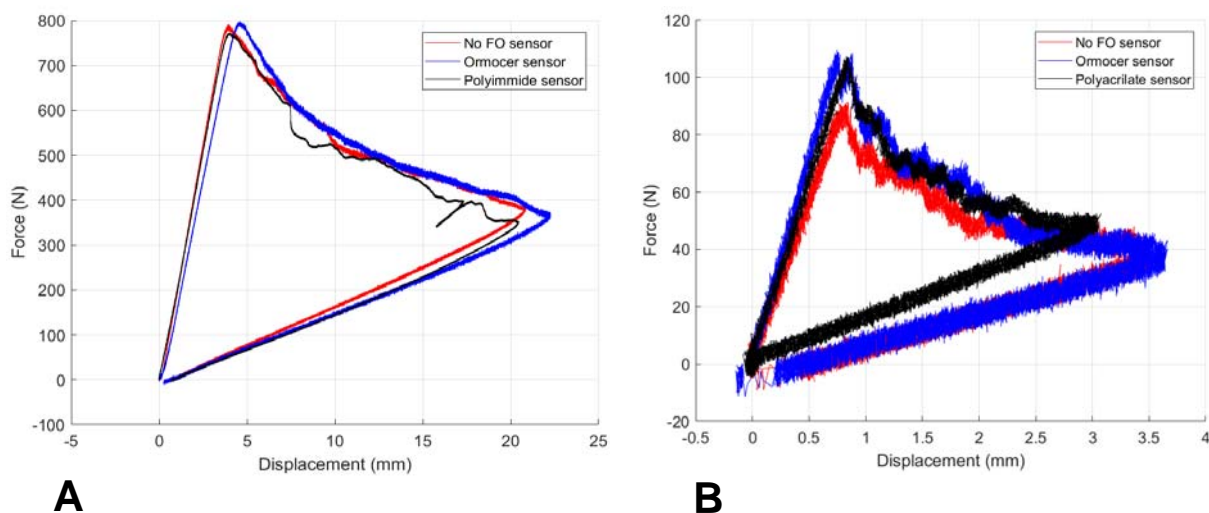 800
700
600
500
400
300
200
100
0
-100
-5
0
5
10
15
20
25
Force (N)
Displacement (mm)
No FO sensor
Ormocer sensor
Polyimmide sensor
A
120
100
80
60
40
20
0
-20
-0.5
0
0.5
1
1.5
2
2.5
3
3.5
4
Force (N)
Displacement (mm)
No FO sensor
Ormocer sensor
Polyacrilate sensor
B